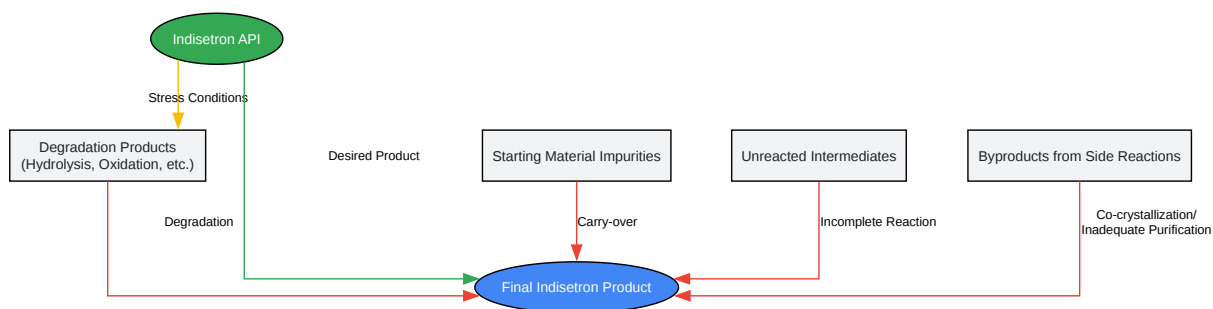 Indisetron API
Stress Conditions
Degradation Products
(Hydrolysis, Oxidation, etc.)
Desired Product
Starting Material Impurities
Unreacted Intermediates
Byproducts from Side Reactions
Degradation
Carry-over
Incomplete Reaction
Co-crystallization/
Inadequate Purification
Final Indisetron Product